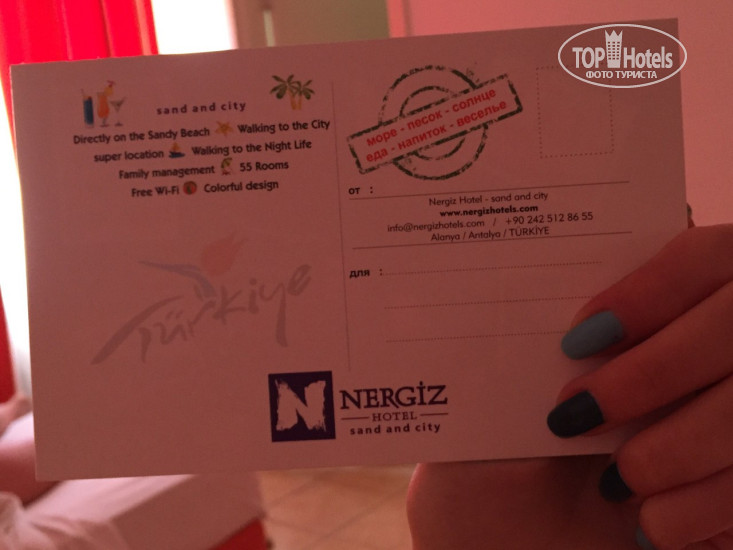 TOP Hotels
ФОТО ТУРИСТА
sand and city
Directly on the Sandy Beach Walking to the City
super location Walking to the Night Life
Family management 55 Rooms
Free Wi-Fi Colorful design
Türkiye
море - песок - солнце
еда - напиток - веселье
от :
Nergiz Hotel - sand and city
www.nergizhotels.com
info@nergizhotels.com / +90 242 512 86 55
Alanya / Antalya / TÜRKİYE
для :
N NERGİZ
HOTEL
sand and city